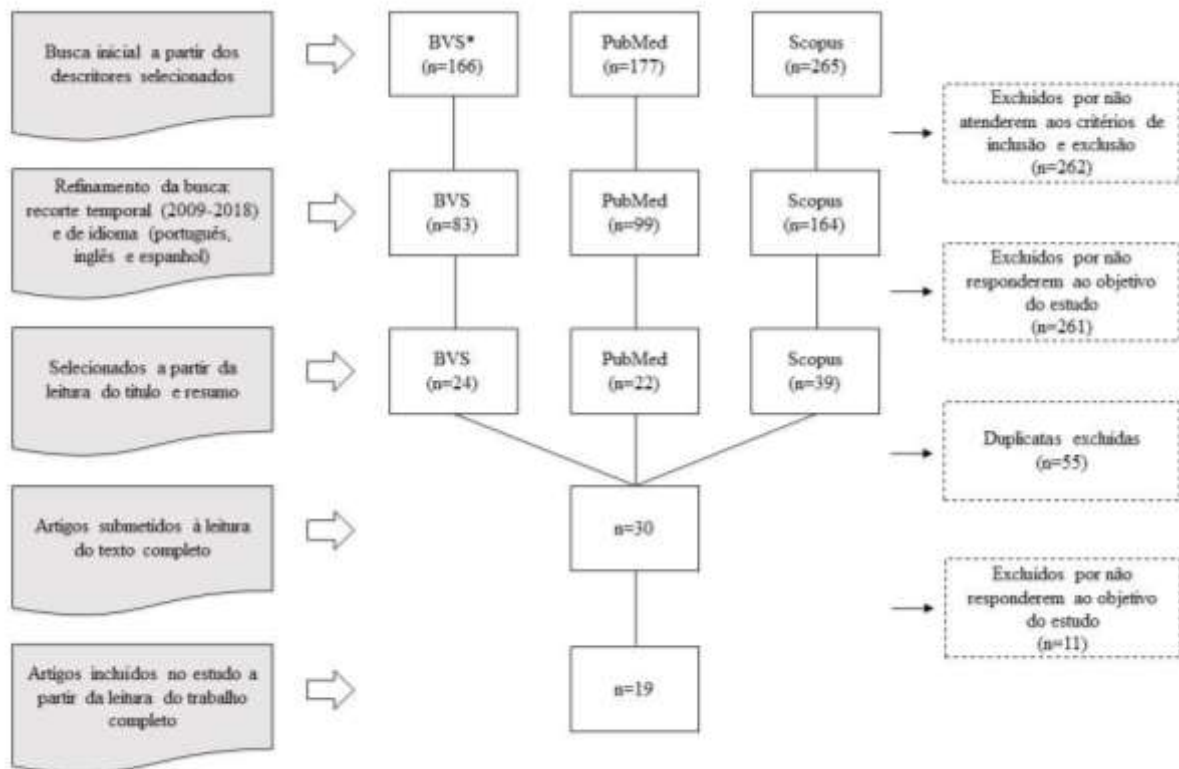 Busca inicial a partir dos
descritores selecionados
BVS*
(n=166)
PubMed
(n=177)
Scopus
(n=265)
Excluídos por não
atenderem aos critérios de
inclusão e exclusão
(n=262)
Refinamento da busca:
recorte temporal (2009-2018)
e de idioma (português,
inglês e espanhol)
BVS
(n=83)
PubMed
(n=99)
Scopus
(n=164)
Excluídos por não
responderem ao objetivo
do estudo
(n=261)
Selecionados a partir da
leitura do título e resumo
BVS
(n=24)
PubMed
(n=22)
Scopus
(n=39)
Duplicatas excluídas
(n=55)
Artigos submetidos à leitura
do texto completo
n=30
Excluídos por não
responderem ao objetivo
do estudo
(n=11)
Artigos incluídos no estudo a
partir da leitura do trabalho
completo
n=19